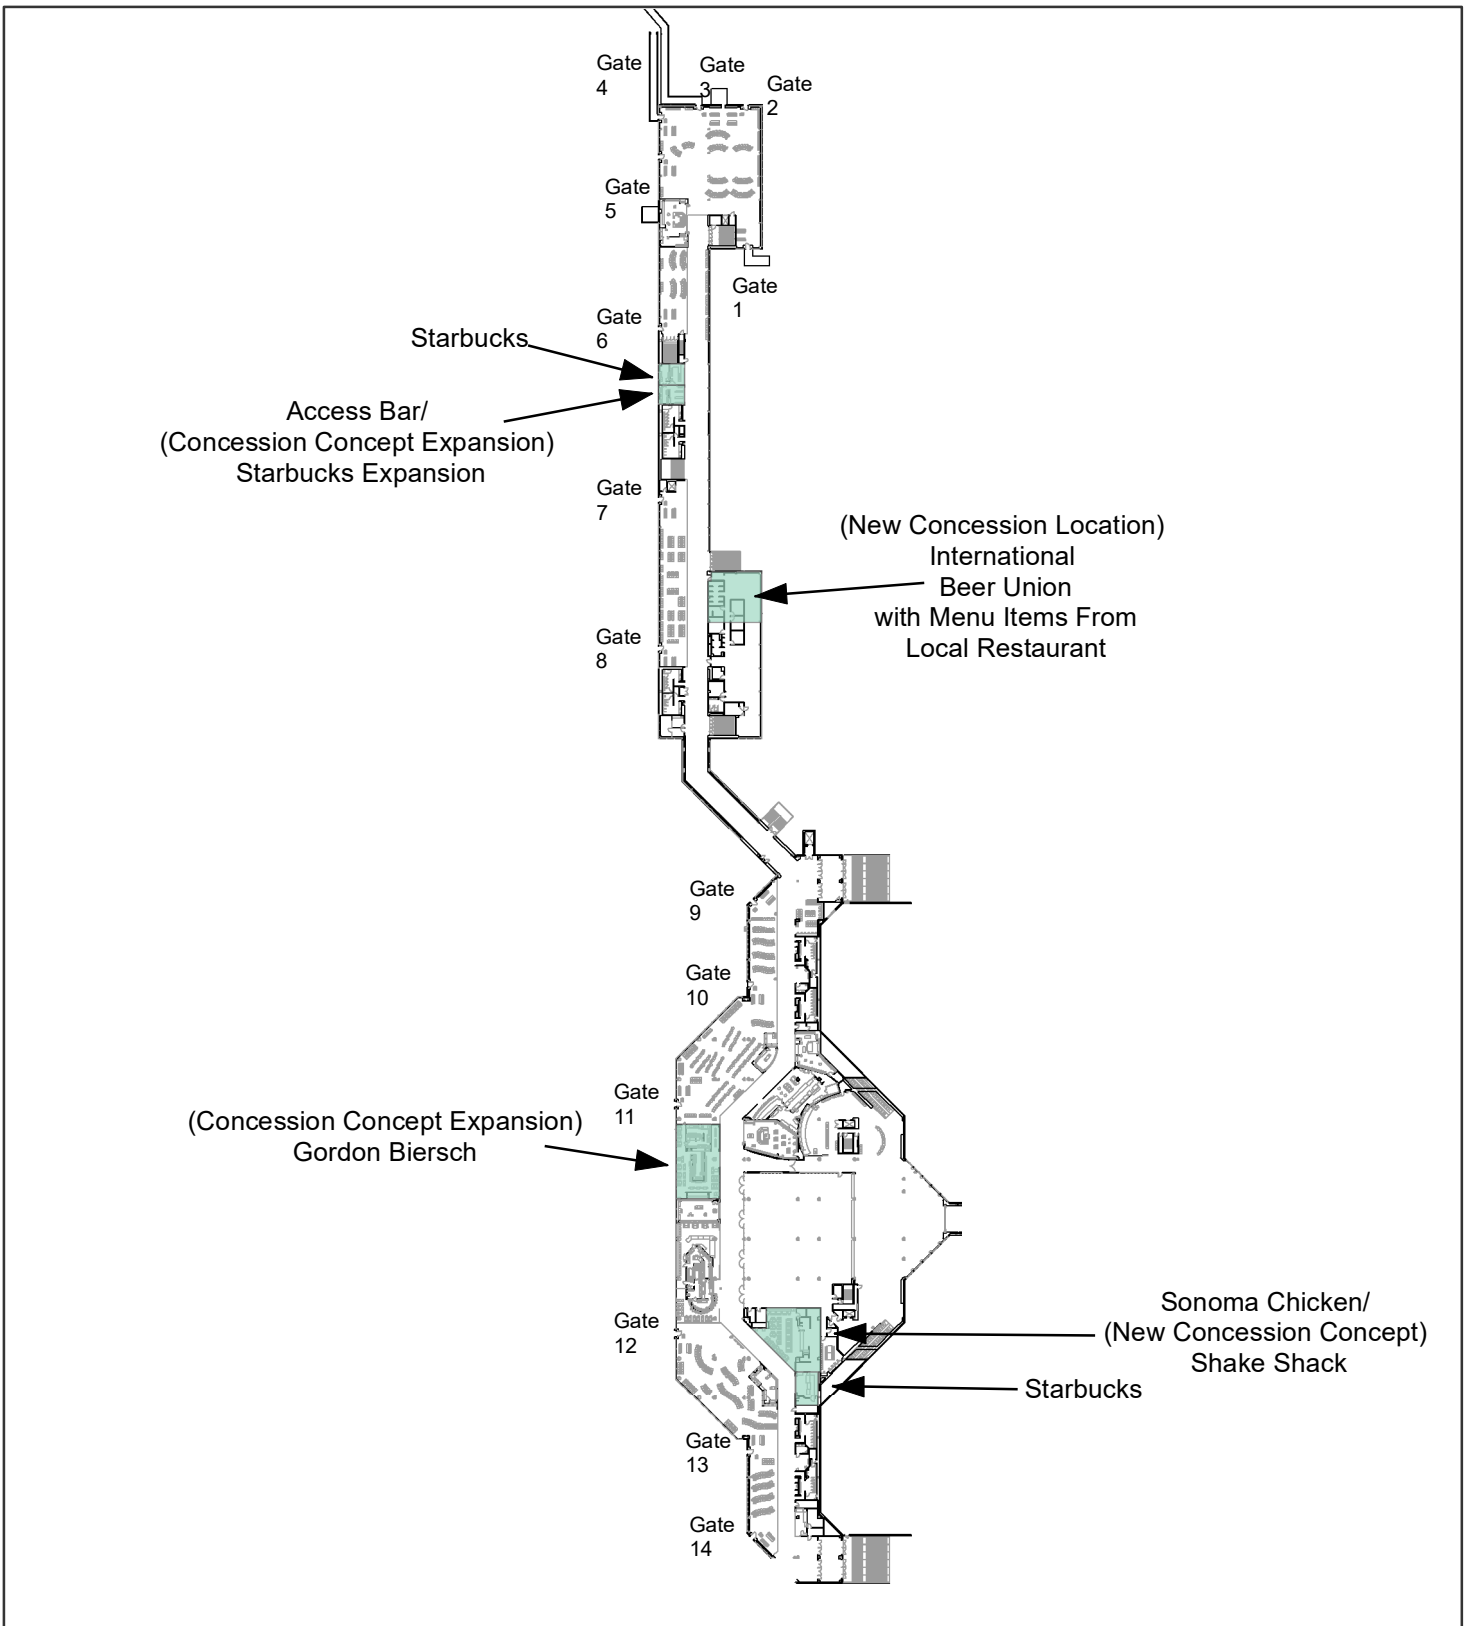 Gate
4
Gate
3
Gate
2
Gate
5
Gate
1
Gate
6
Starbucks
Access Bar/
(Concession Concept Expansion)
Starbucks Expansion
Gate
7
(New Concession Location)
International
Beer Union
with Menu Items From
Local Restaurant
Gate
8
Gate
9
Gate
10
Gate
11
(Concession Concept Expansion)
Gordon Biersch
Gate
12
Sonoma Chicken/
(New Concession Concept)
Shake Shack
Starbucks
Gate
13
Gate
14